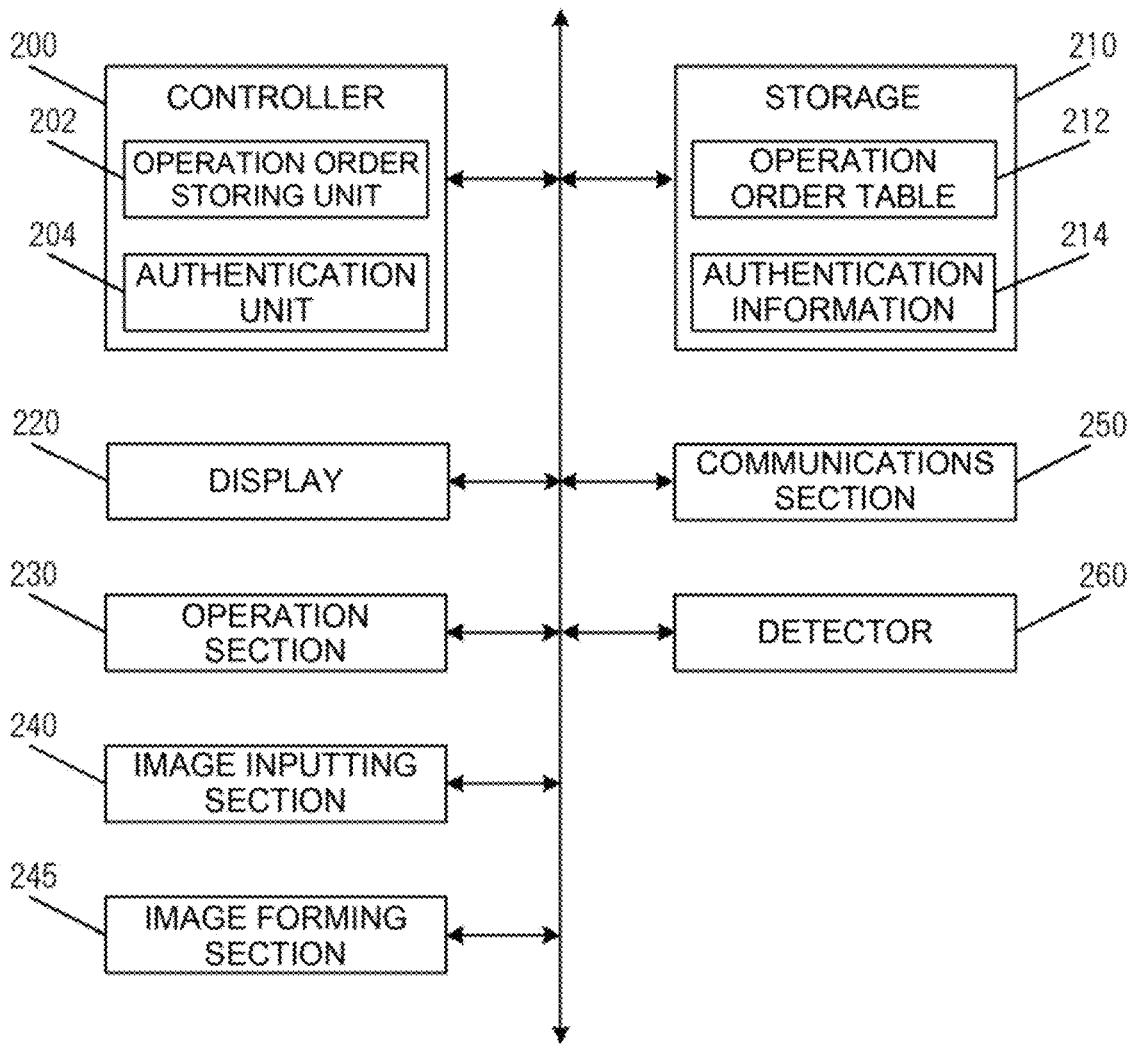 200
CONTROLLER
202
OPERATION ORDER
STORING UNIT
204
AUTHENTICATION
UNIT
210
STORAGE
212
OPERATION
ORDER TABLE
214
AUTHENTICATION
INFORMATION
220
DISPLAY
250
COMMUNICATIONS
SECTION
230
OPERATION
SECTION
260
DETECTOR
240
IMAGE INPUTTING
SECTION
245
IMAGE FORMING
SECTION